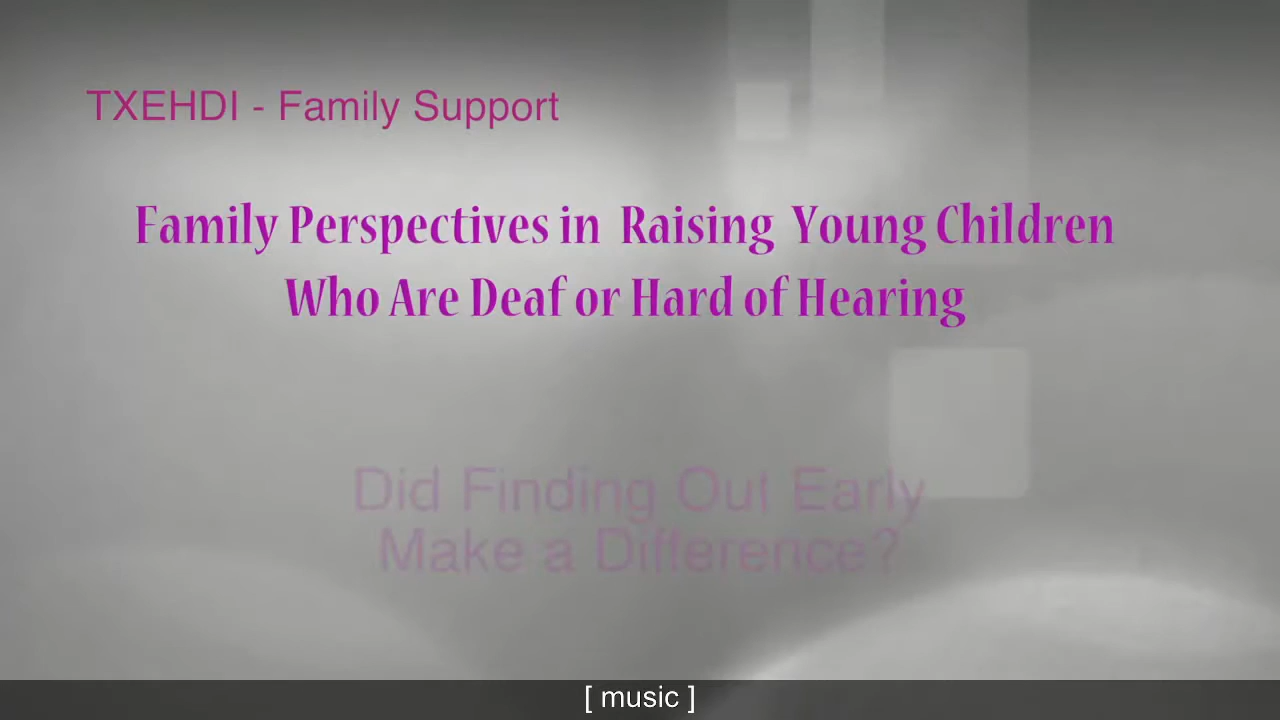 TXEHDI - Family Support
Family Perspectives in Raising Young Children
Who Are Deaf or Hard of Hearing
Did Finding Out Early
Make a Difference?
[ music ]